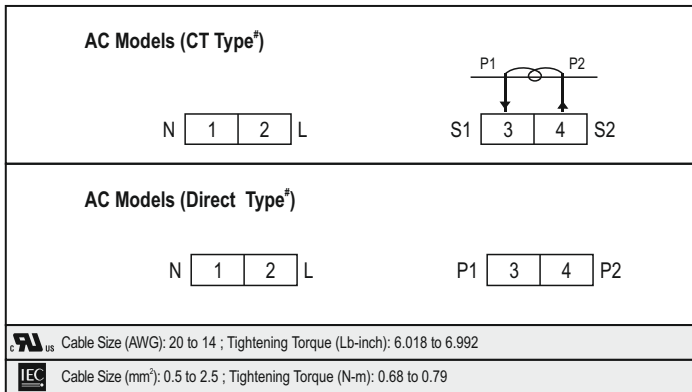 AC Models (CT Type#)
P1 P2
N 1 2 L S1 3 4 S2
AC Models (Direct Type#)
N 1 2 L P1 3 4 P2
c RU us Cable Size (AWG): 20 to 14 ; Tightening Torque (Lb-inch): 6.018 to 6.992
IEC Cable Size (mm²): 0.5 to 2.5 ; Tightening Torque (N-m): 0.68 to 0.79